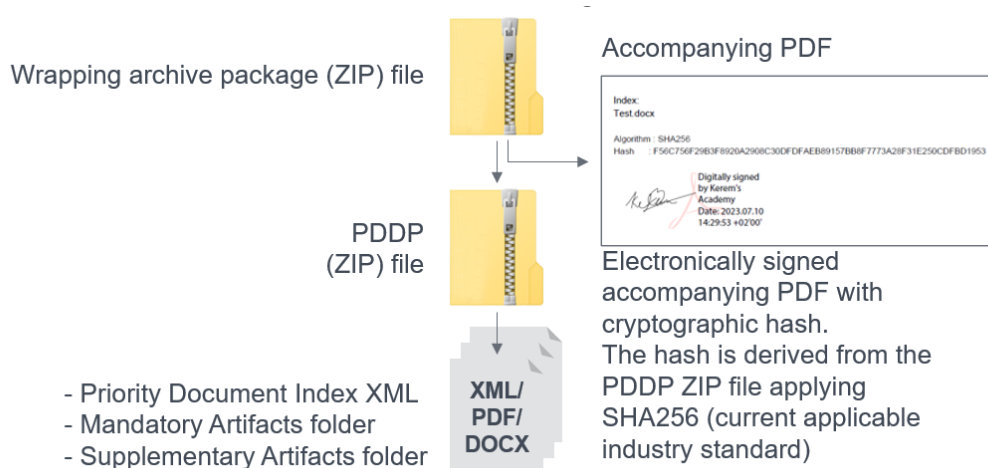 Wrapping archive package (ZIP) file
Accompanying PDF
Index:
Test.docx
Algorithm : SHA256
Hash : F56C756F29B3F8920A2908C30DFDFAEB89157BB8F7773A28F31E250CDFBD1953
Digitally signed
by Kerem's
Academy
Date: 2023.07.10
14:29:53 +02'00'
PDDP
(ZIP) file
Electronically signed
accompanying PDF with
cryptographic hash.
The hash is derived from the
PDDP ZIP file applying
SHA256 (current applicable
industry standard)
- Priority Document Index XML
- Mandatory Artifacts folder
- Supplementary Artifacts folder
XML/
PDF/
DOCX